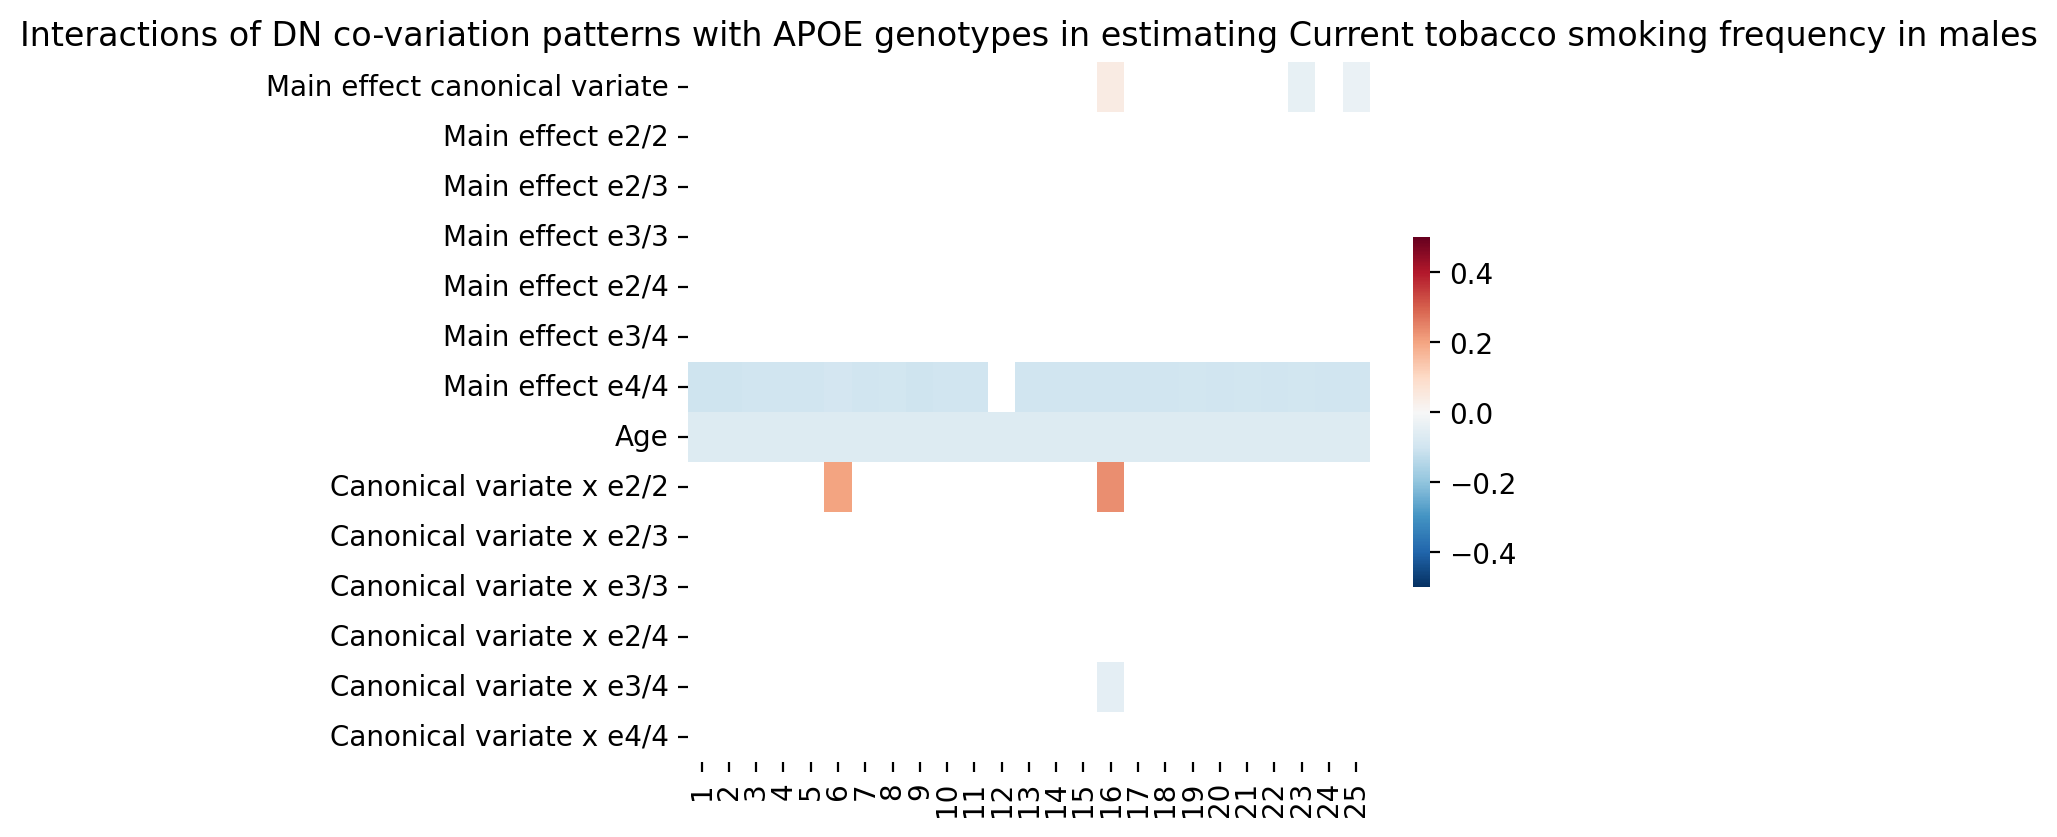 Interactions of DN co-variation patterns with APOE genotypes in estimating Current tobacco smoking frequency in males
Main effect canonical variate
Main effect e2/2
Main effect e2/3
Main effect e3/3
Main effect e2/4
Main effect e3/4
Main effect e4/4
Age
Canonical variate x e2/2
Canonical variate x e2/3
Canonical variate x e3/3
Canonical variate x e2/4
Canonical variate x e3/4
Canonical variate x e4/4
1
2
3
4
5
6
7
8
9
10
11
12
13
14
15
16
17
18
19
20
21
22
23
24
25
0.4
0.2
0.0
−0.2
−0.4